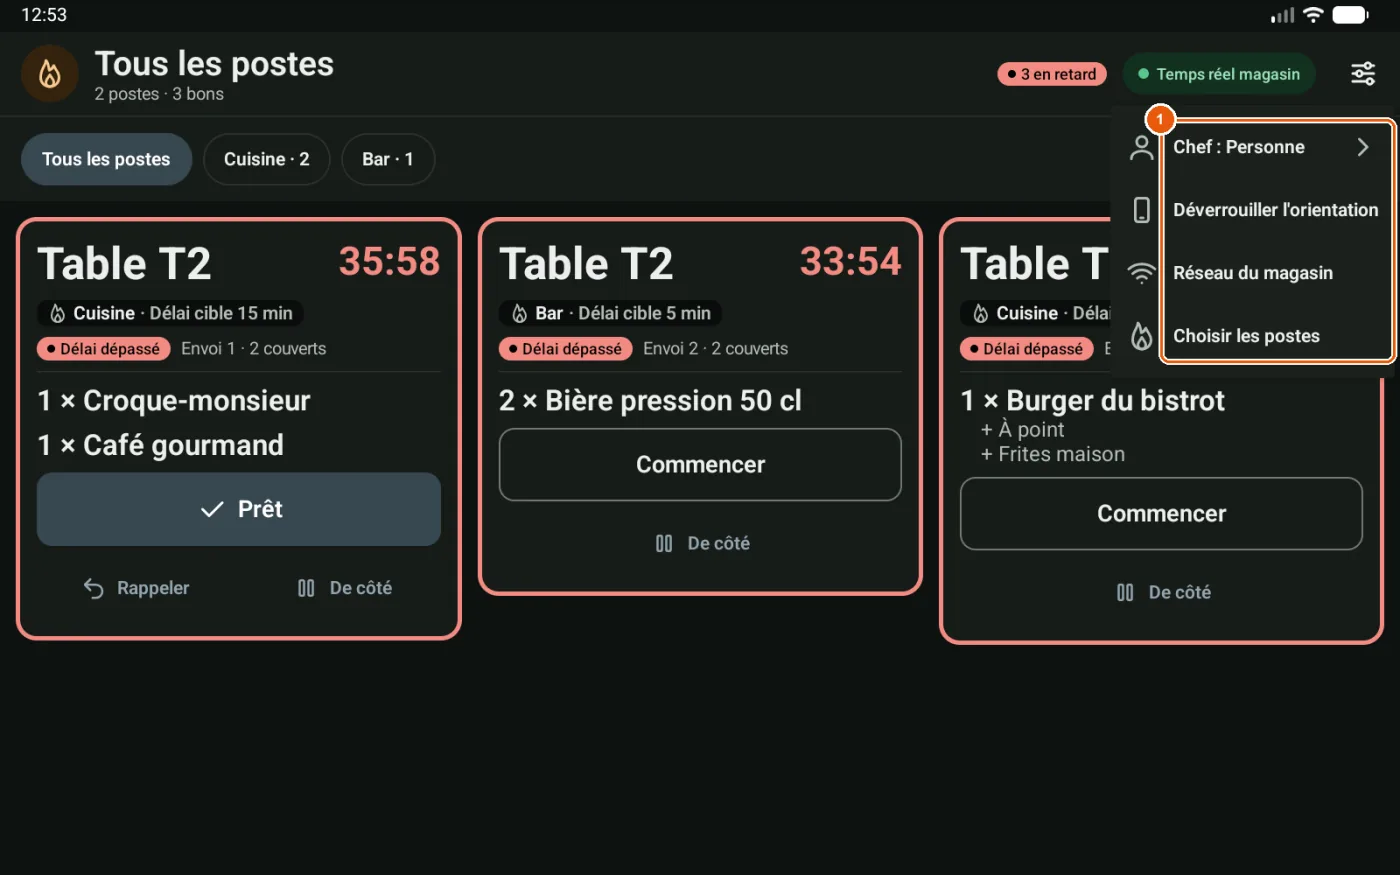 12:53
Tous les postes
2 postes · 3 bons
3 en retard
Temps réel magasin
Tous les postes
Cuisine · 2
Bar · 1
1
Chef : Personne
Déverrouiller l'orientation
Réseau du magasin
Choisir les postes
Table T2
35:58
Cuisine · Délai cible 15 min
Délai dépassé
Envoi 1 · 2 couverts
1 × Croque-monsieur
1 × Café gourmand
Prêt
Rappeler
De côté
Table T2
33:54
Bar · Délai cible 5 min
Délai dépassé
Envoi 2 · 2 couverts
2 × Bière pression 50 cl
Commencer
De côté
Table T
Cuisine · Délai
Délai dépassé
1 × Burger du bistrot
+ À point
+ Frites maison
Commencer
De côté